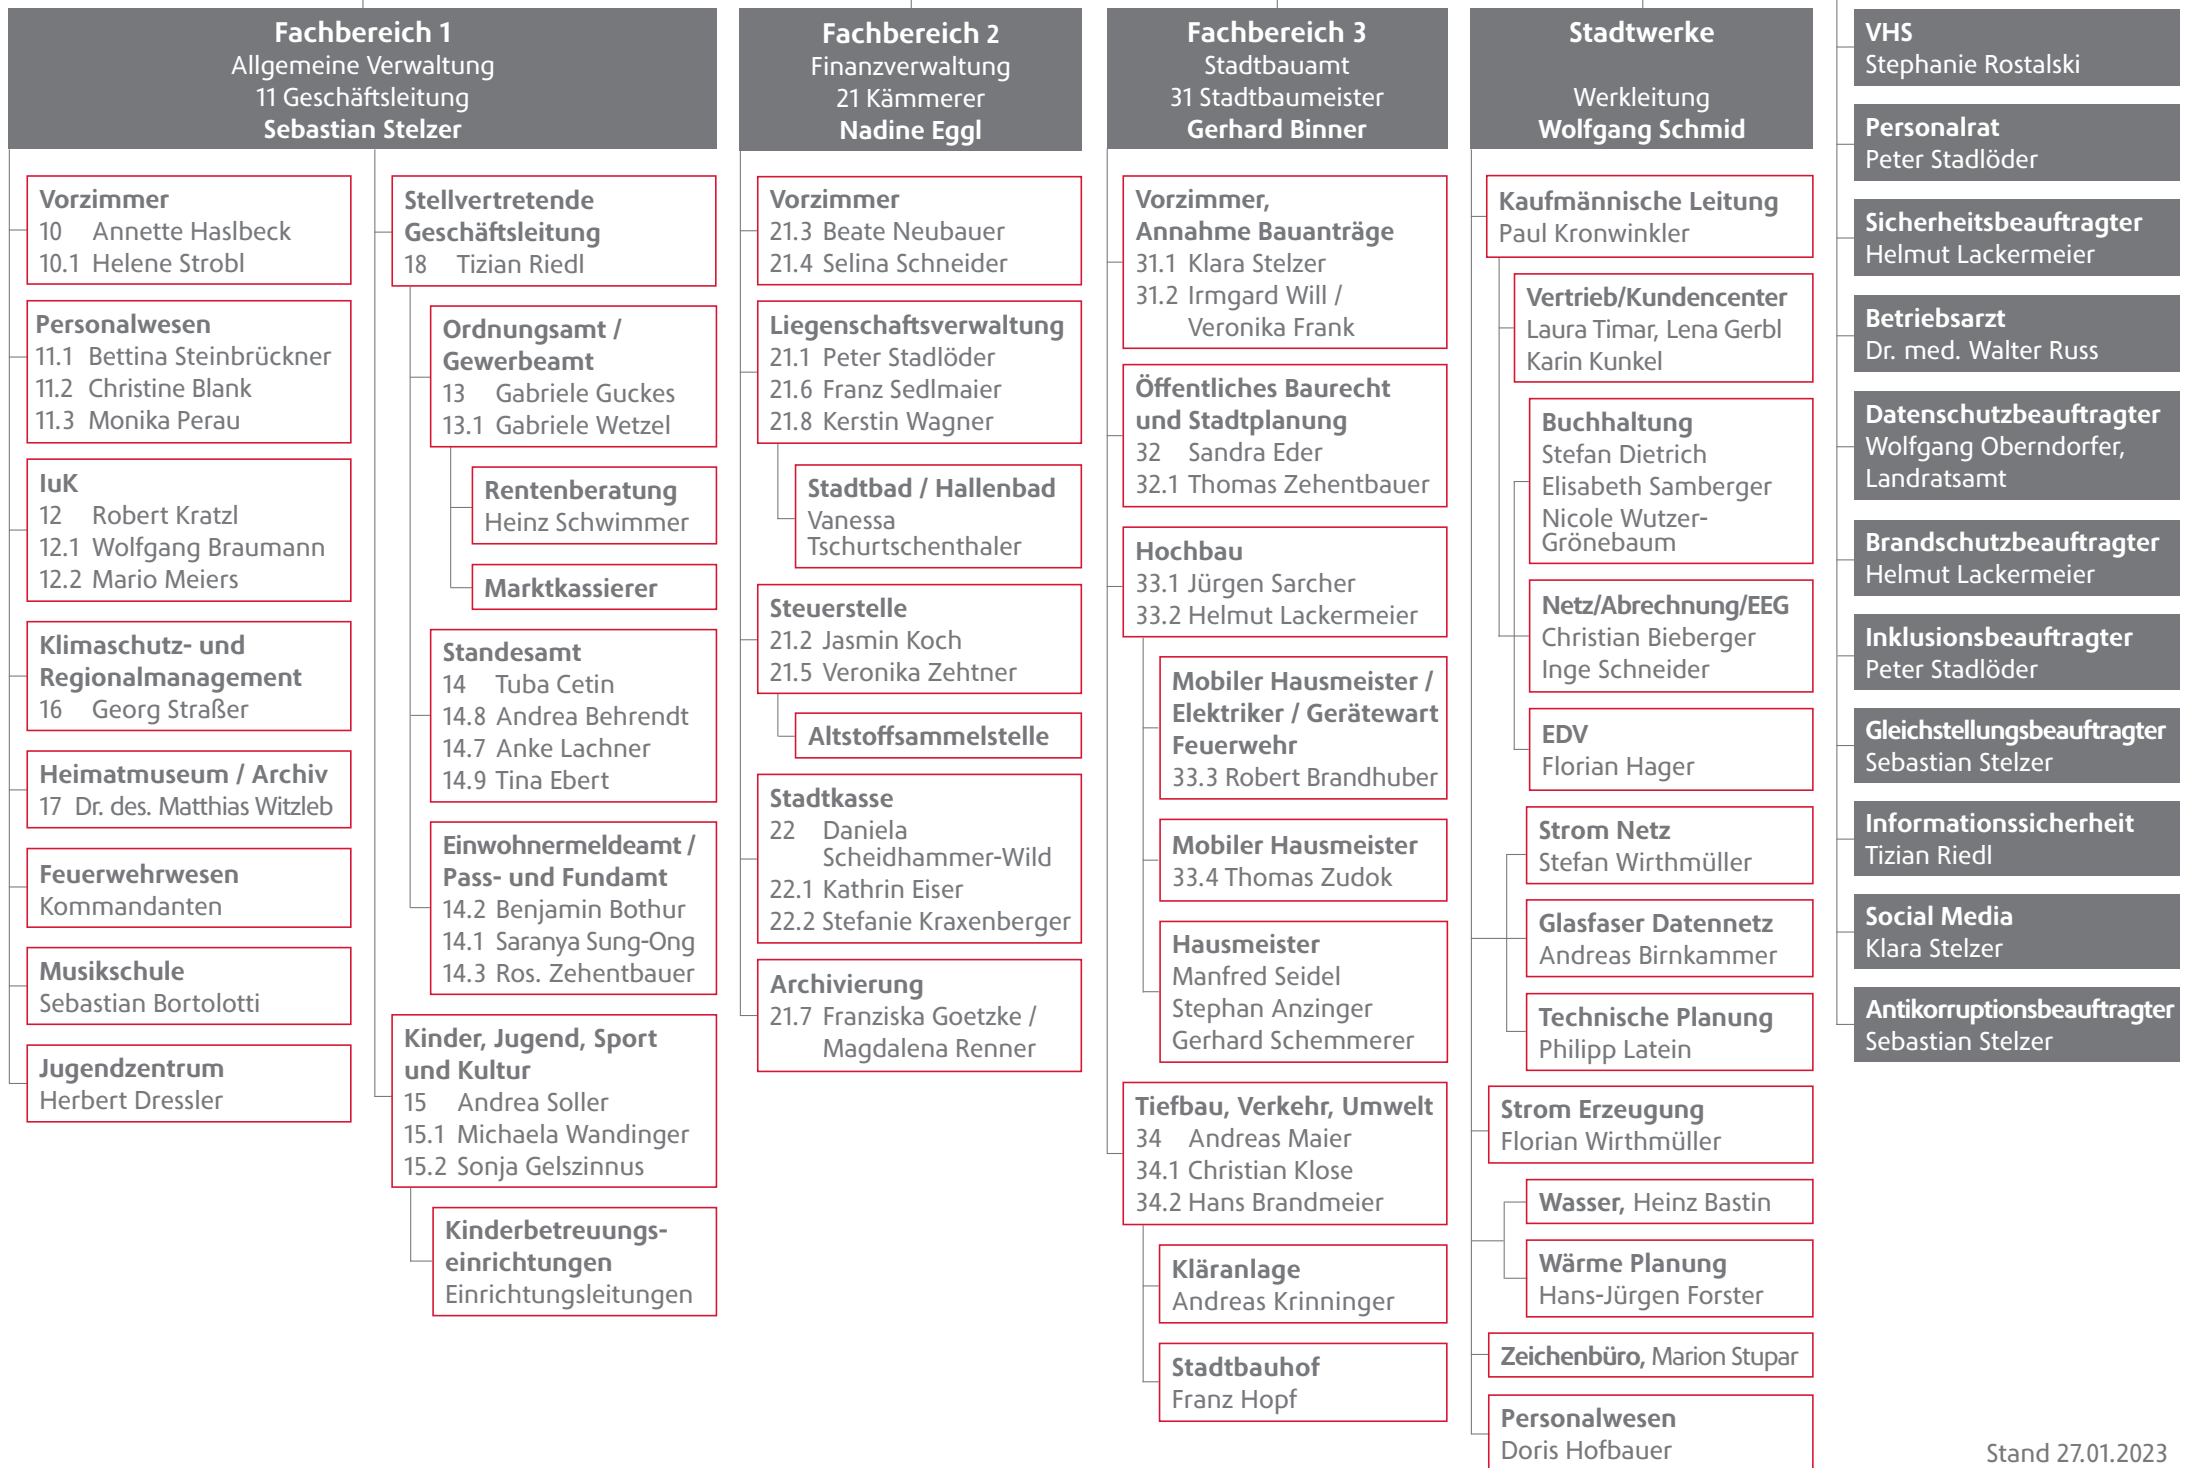 Fachbereich 1
Allgemeine Verwaltung
11 Geschäftsleitung
Sebastian Stelzer
Vorzimmer
10 Annette Haslbeck
10.1 Helene Strobl
Personalwesen
11.1 Bettina Steinbrückner
11.2 Christine Blank
11.3 Monika Perau
IuK
12 Robert Kratzl
12.1 Wolfgang Braumann
12.2 Mario Meiers
Klimaschutz- und
Regionalmanagement
16 Georg Straßer
Heimatmuseum / Archiv
17 Dr. des. Matthias Witzleb
Feuerwehrwesen
Kommandanten
Musikschule
Sebastian Bortolotti
Jugendzentrum
Herbert Dressler
Stellvertretende
Geschäftsleitung
18 Tizian Riedl
Ordnungsamt /
Gewerbeamt
13 Gabriele Guckes
13.1 Gabriele Wetzel
Rentenberatung
Heinz Schwimmer
Marktkassierer
Standesamt
14 Tuba Cetin
14.8 Andrea Behrendt
14.7 Anke Lachner
14.9 Tina Ebert
Einwohnermeldeamt /
Pass- und Fundamt
14.2 Benjamin Bothur
14.1 Saranya Sung-Ong
14.3 Ros. Zehentbauer
Kinder, Jugend, Sport
und Kultur
15 Andrea Soller
15.1 Michaela Wandinger
15.2 Sonja Gelszinnus
Kinderbetreuungs-
einrichtungen
Einrichtungsleitungen
Fachbereich 2
Finanzverwaltung
21 Kämmerer
Nadine Eggl
Vorzimmer
21.3 Beate Neubauer
21.4 Selina Schneider
Liegenschaftsverwaltung
21.1 Peter Stadlöder
21.6 Franz Sedlmaier
21.8 Kerstin Wagner
Stadtbad / Hallenbad
Vanessa
Tschurtschenthaler
Steuerstelle
21.2 Jasmin Koch
21.5 Veronika Zehtner
Altstoffsammelstelle
Stadtkasse
22 Daniela
Scheidhammer-Wild
22.1 Kathrin Eiser
22.2 Stefanie Kraxenberger
Archivierung
21.7 Franziska Goetzke /
Magdalena Renner
Fachbereich 3
Stadtbauamt
31 Stadtbaumeister
Gerhard Binner
Vorzimmer,
Annahme Bauanträge
31.1 Klara Stelzer
31.2 Irmgard Will /
Veronika Frank
Öffentliches Baurecht
und Stadtplanung
32 Sandra Eder
32.1 Thomas Zehentbauer
Hochbau
33.1 Jürgen Sarcher
33.2 Helmut Lackermeier
Mobiler Hausmeister /
Elektriker / Gerätewart
Feuerwehr
33.3 Robert Brandhuber
Mobiler Hausmeister
33.4 Thomas Zudok
Hausmeister
Manfred Seidel
Stephan Anzinger
Gerhard Schemmerer
Tiefbau, Verkehr, Umwelt
34 Andreas Maier
34.1 Christian Klose
34.2 Hans Brandmeier
Kläranlage
Andreas Krinninger
Stadtbauhof
Franz Hopf
Stadtwerke
Werkleitung
Wolfgang Schmid
Kaufmännische Leitung
Paul Kronwinkler
Vertrieb/Kundencenter
Laura Timar, Lena Gerbl
Karin Kunkel
Buchhaltung
Stefan Dietrich
Elisabeth Samberger
Nicole Wutzer-
Grönebaum
Netz/Abrechnung/EEG
Christian Bieberger
Inge Schneider
EDV
Florian Hager
Strom Netz
Stefan Wirthmüller
Glasfaser Datennetz
Andreas Birnkammer
Technische Planung
Philipp Latein
Strom Erzeugung
Florian Wirthmüller
Wasser, Heinz Bastin
Wärme Planung
Hans-Jürgen Forster
Zeichenbüro, Marion Stupar
Personalwesen
Doris Hofbauer
VHS
Stephanie Rostalski
Personalrat
Peter Stadlöder
Sicherheitsbeauftragter
Helmut Lackermeier
Betriebsarzt
Dr. med. Walter Russ
Datenschutzbeauftragter
Wolfgang Oberndorfer,
Landratsamt
Brandschutzbeauftragter
Helmut Lackermeier
Inklusionsbeauftragter
Peter Stadlöder
Gleichstellungsbeauftragter
Sebastian Stelzer
Informationssicherheit
Tizian Riedl
Social Media
Klara Stelzer
Antikorruptionsbeauftragter
Sebastian Stelzer
Stand 27.01.2023